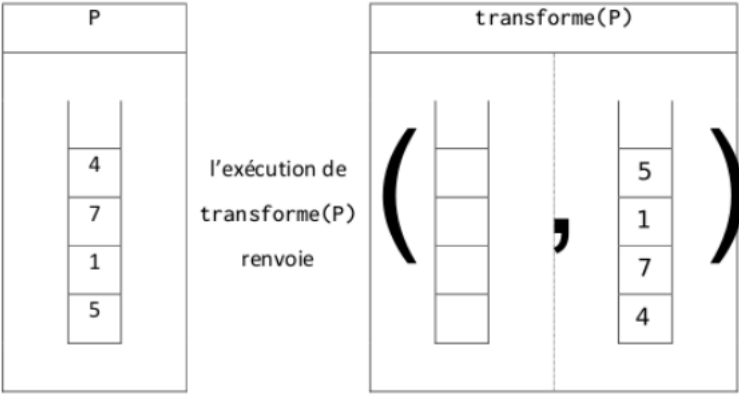 P
transforme(P)
4
7
1
5
l'exécution de
transforme(P)
renvoie
( , )
5
1
7
4